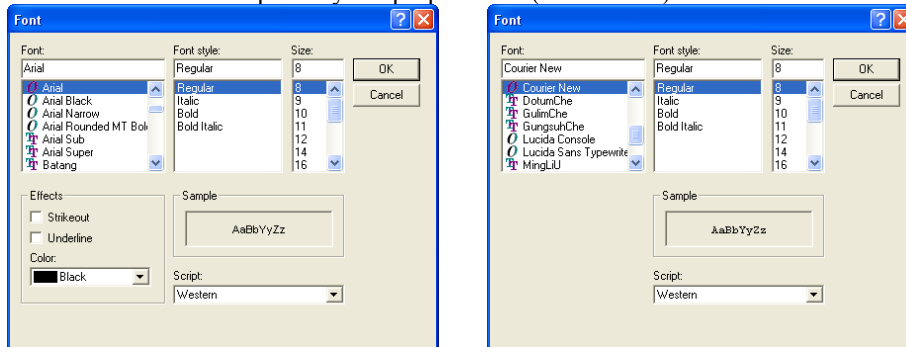 Font
Font:
Font style:
Size:
Arial
Regular
8
OK
Arial
Arial Black
Arial Narrow
Arial Rounded MT Bol
Arial Sub
Arial Super
Batang
Regular
Italic
Bold
Bold Italic
8
9
10
11
12
14
16
Cancel
Effects
Strikeout
Underline
Color:
Black
Sample
AaBbYyZz
Script:
Western
Font
Font:
Font style:
Size:
Courier New
Regular
8
OK
Courier New
DotumChe
GulimChe
GungsuhChe
Lucida Console
Lucida Sans Typewrite
MingLiU
Regular
Italic
Bold
Bold Italic
8
9
10
11
12
14
16
Cancel
Sample
AaBbYyZz
Script:
Western